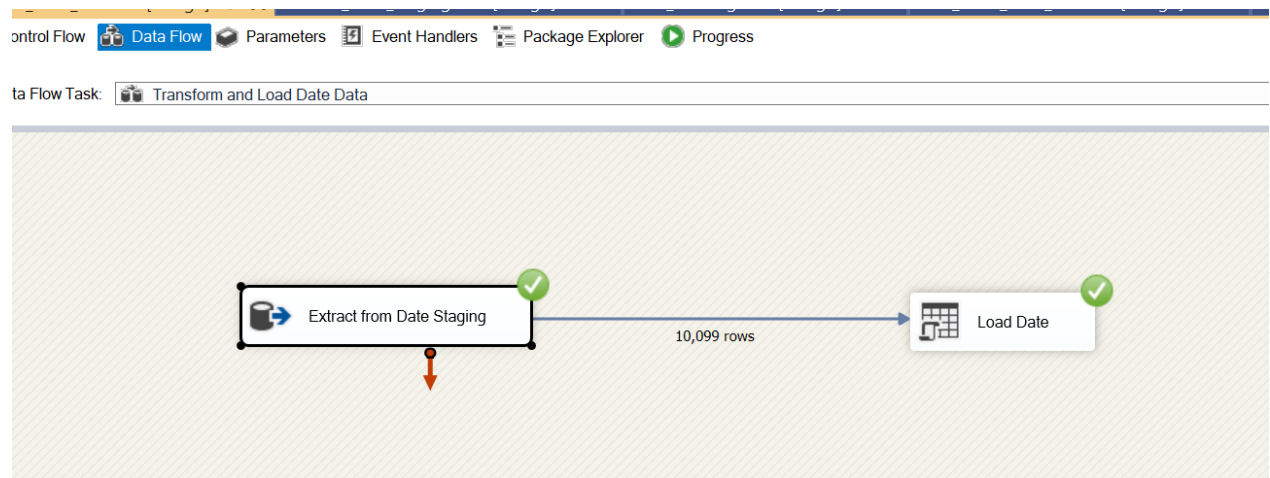 ontrol Flow Data Flow Parameters Event Handlers Package Explorer Progress
ta Flow Task: Transform and Load Date Data
Extract from Date Staging
10,099 rows
Load Date